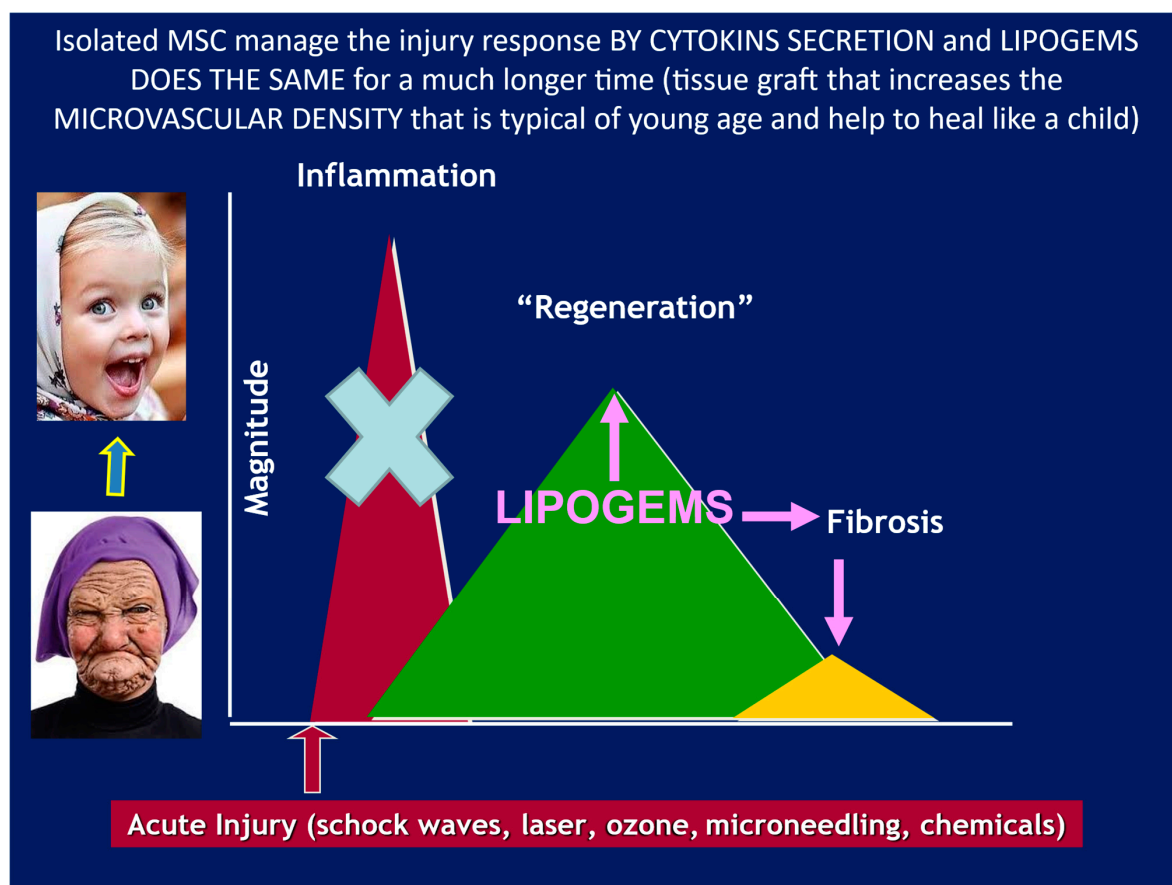 Isolated MSC manage the injury response BY CYTOKINS SECRETION and LIPOGEMS
DOES THE SAME for a much longer time (tissue graft that increases the
MICROVASCULAR DENSITY that is typical of young age and help to heal like a child)
Inflammation
“Regeneration”
Magnitude
LIPOGEMS
Fibrosis
Acute Injury (schock waves, laser, ozone, microneedling, chemicals)